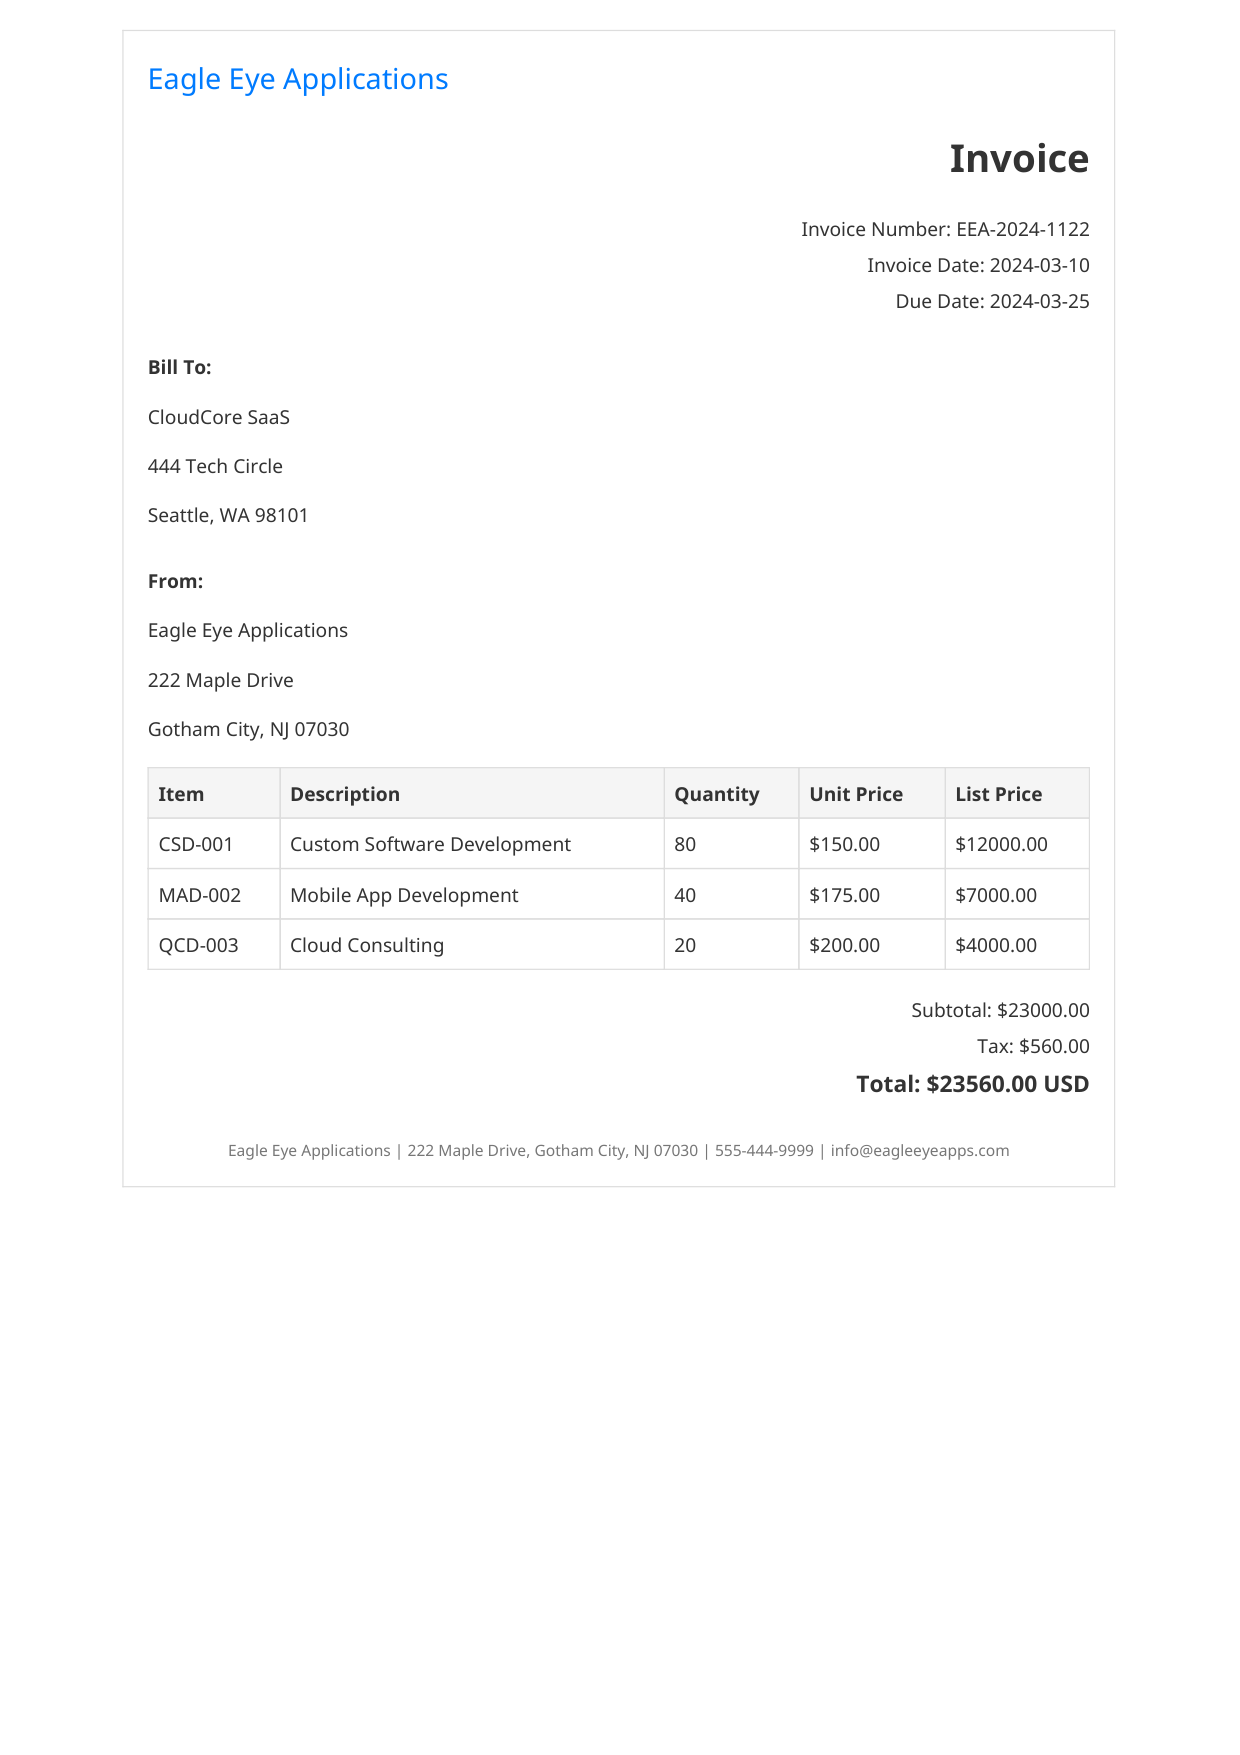 Eagle Eye Applications
Invoice
Invoice Number: EEA-2024-1122
Invoice Date: 2024-03-10
Due Date: 2024-03-25
Bill To:
CloudCore SaaS
444 Tech Circle
Seattle, WA 98101
From:
Eagle Eye Applications
222 Maple Drive
Gotham City, NJ 07030
Item Description Quantity Unit Price List Price
CSD-001 Custom Software Development 80 $150.00 $12000.00
MAD-002 Mobile App Development 40 $175.00 $7000.00
QCD-003 Cloud Consulting 20 $200.00 $4000.00
Subtotal: $23000.00
Tax: $560.00
Total: $23560.00 USD
Eagle Eye Applications | 222 Maple Drive, Gotham City, NJ 07030 | 555-444-9999 | info@eagleeyeapps.com